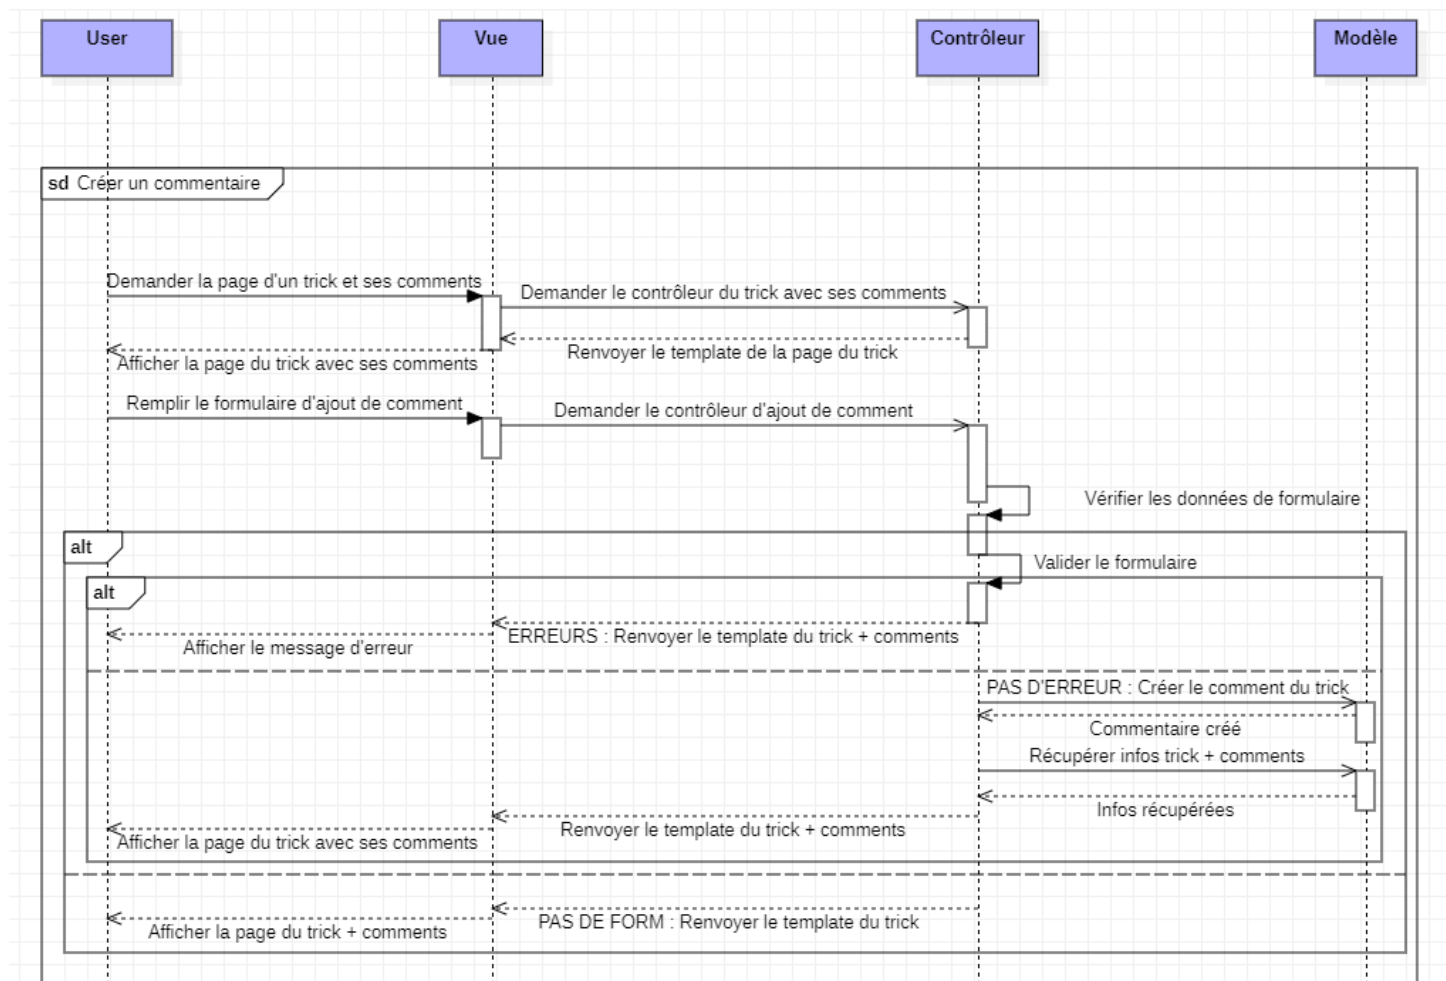 User
Vue
Contrôleur
Modèle
sd Créer un commentaire
Demander la page d'un trick et ses comments
Demander le contrôleur du trick avec ses comments
Renvoyer le template de la page du trick
Afficher la page du trick avec ses comments
Remplir le formulaire d'ajout de comment
Demander le contrôleur d'ajout de comment
Vérifier les données de formulaire
alt
Valider le formulaire
alt
ERREURS : Renvoyer le template du trick + comments
Afficher le message d'erreur
PAS D'ERREUR : Créer le comment du trick
Commentaire créé
Récupérer infos trick + comments
Infos récupérées
Renvoyer le template du trick + comments
Afficher la page du trick avec ses comments
PAS DE FORM : Renvoyer le template du trick
Afficher la page du trick + comments